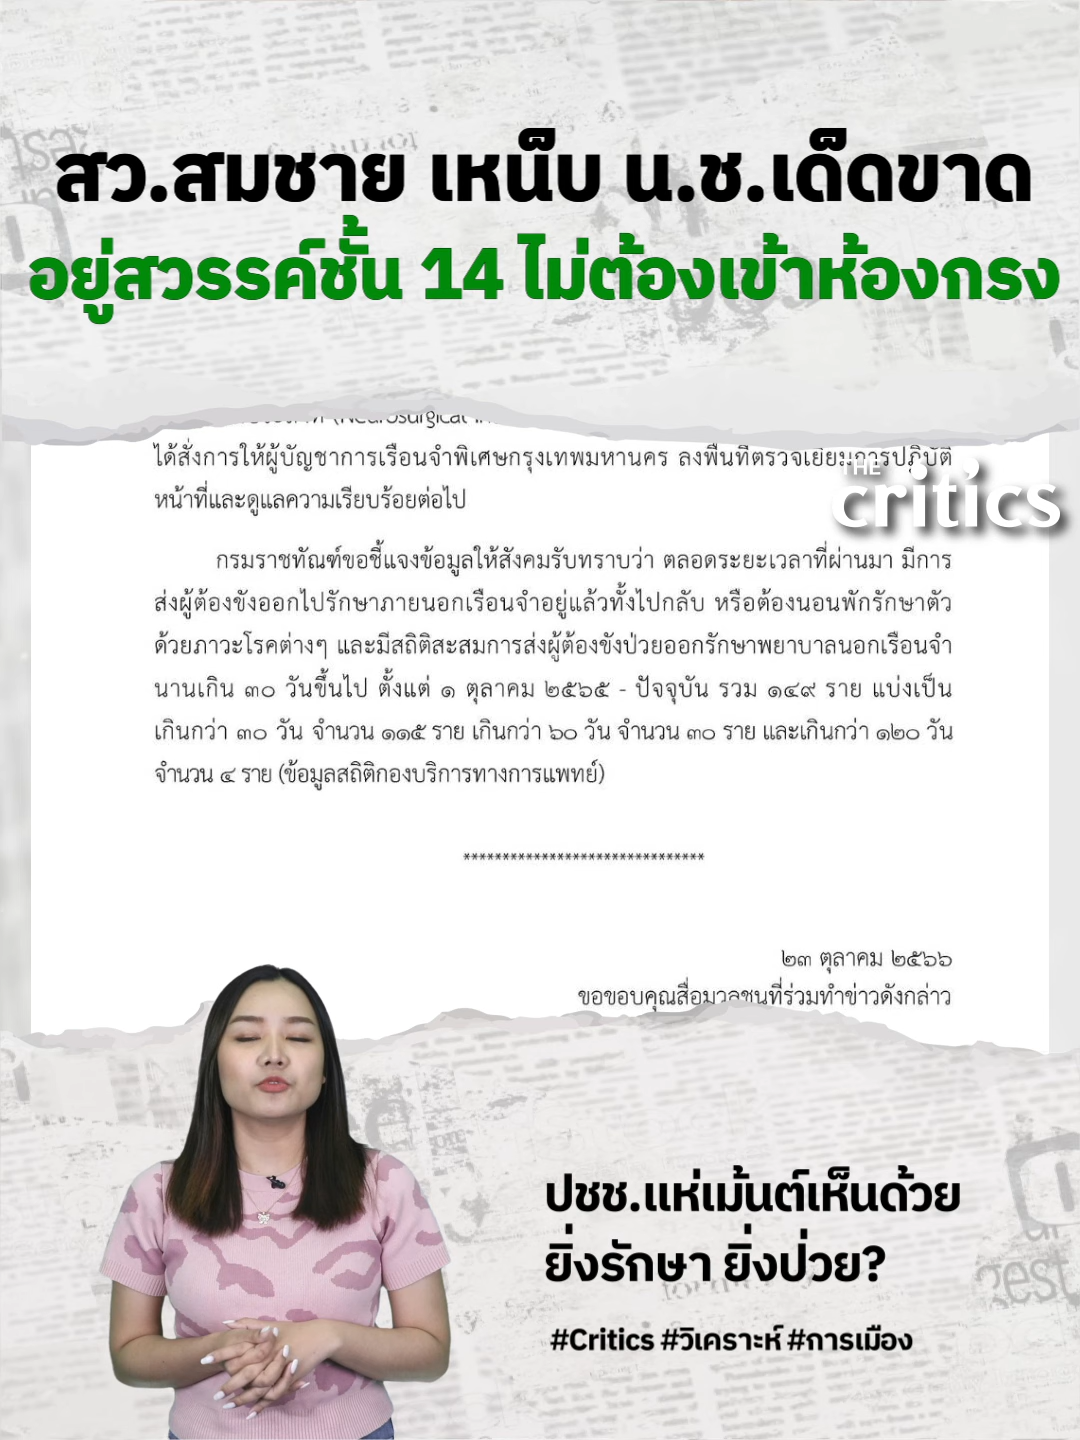 สว.สมชาย เหน็บ น.ช.เด็ดขาด
อยู่สวรรค์ชั้น 14 ไม่ต้องเข้าห้องกรง
(Neurosurgical
ได้สั่งการให้ผู้บัญชาการเรือนจำพิเศษกรุงเทพมหานคร ลงพื้นที่ตรวจเยี่ยมการปฏิบัติ
หน้าที่และดูแลความเรียบร้อยต่อไป
THE
critics
กรมราชทัณฑ์ขอชี้แจงข้อมูลให้สังคมรับทราบว่า ตลอดระยะเวลาที่ผ่านมา มีการ
ส่งผู้ต้องขังออกไปรักษาภายนอกเรือนจำอยู่แล้วทั้งไปกลับ หรือต้องนอนพักรักษาตัว
ด้วยภาวะโรคต่างๆ และมีสถิติสะสมการส่งผู้ต้องขังป่วยออกรักษาพยาบาลนอกเรือนจำ
นานเกิน ๓๐ วันขึ้นไป ตั้งแต่ ๑ ตุลาคม ๒๕๖๕ - ปัจจุบัน รวม ๑๔๙ ราย แบ่งเป็น
เกินกว่า ๓๐ วัน จำนวน ๑๑๕ ราย เกินกว่า ๖๐ วัน จำนวน ๓๐ ราย และเกินกว่า ๑๒๐ วัน
จำนวน ๔ ราย (ข้อมูลสถิติกองบริการทางการแพทย์)
*******************************
๒๓ ตุลาคม ๒๕๖๖
ขอขอบคุณสื่อมวลชนที่ร่วมทำข่าวดังกล่าว
ปชช.แห่เม้นต์เห็นด้วย
ยิ่งรักษา ยิ่งป่วย?
#Critics #วิเคราะห์ #การเมือง